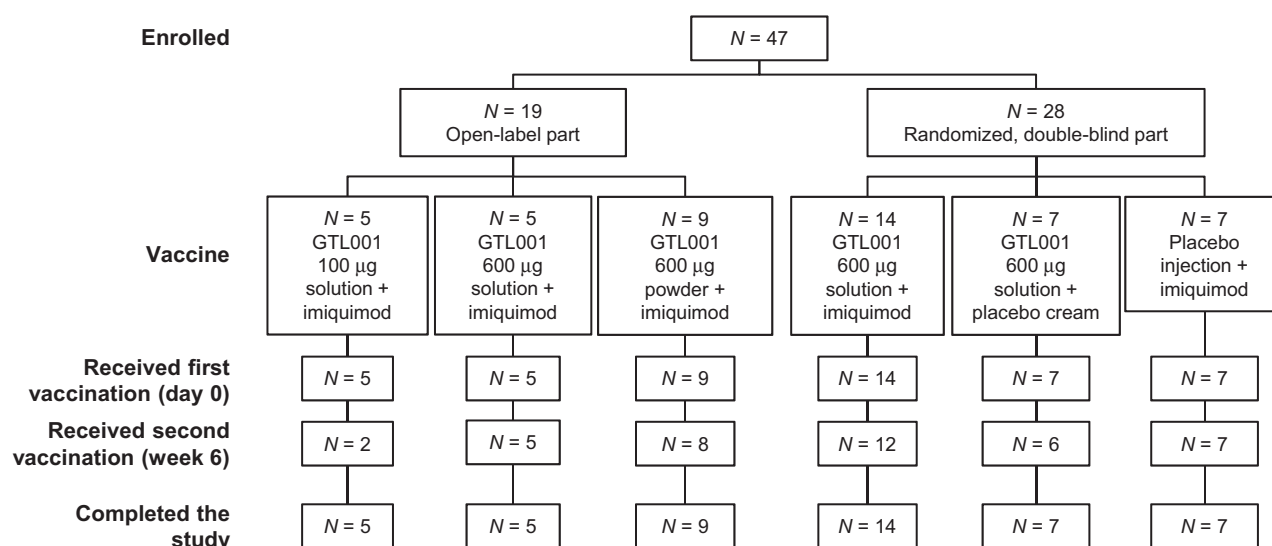 Enrolled
N = 47
N = 19
Open-label part
N = 28
Randomized, double-blind part
Vaccine
N = 5
GTL001
100 μg
solution +
imiquimod
N = 5
GTL001
600 μg
solution +
imiquimod
N = 9
GTL001
600 μg
powder +
imiquimod
N = 14
GTL001
600 μg
solution +
imiquimod
N = 7
GTL001
600 μg
solution +
placebo cream
N = 7
Placebo
injection +
imiquimod
Received first
vaccination (day 0)
N = 5
N = 5
N = 9
N = 14
N = 7
N = 7
Received second
vaccination (week 6)
N = 2
N = 5
N = 8
N = 12
N = 6
N = 7
Completed the
study
N = 5
N = 5
N = 9
N = 14
N = 7
N = 7